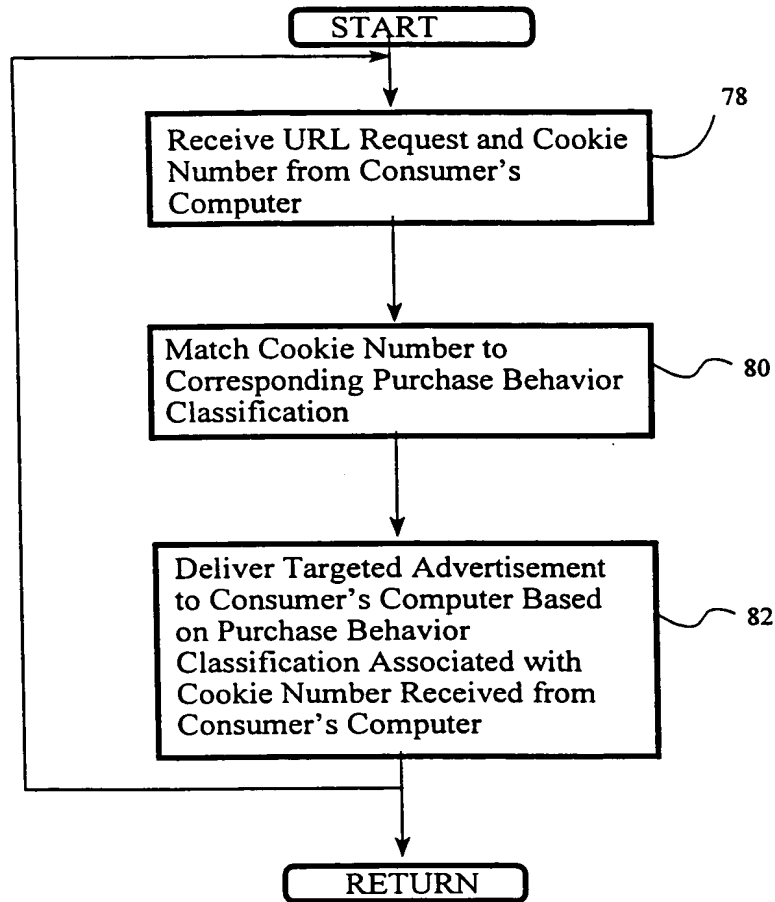 START
78
Receive URL Request and Cookie
Number from Consumer's
Computer
Match Cookie Number to
Corresponding Purchase Behavior
Classification
80
Deliver Targeted Advertisement
to Consumer's Computer Based
on Purchase Behavior
Classification Associated with
Cookie Number Received from
Consumer's Computer
82
RETURN